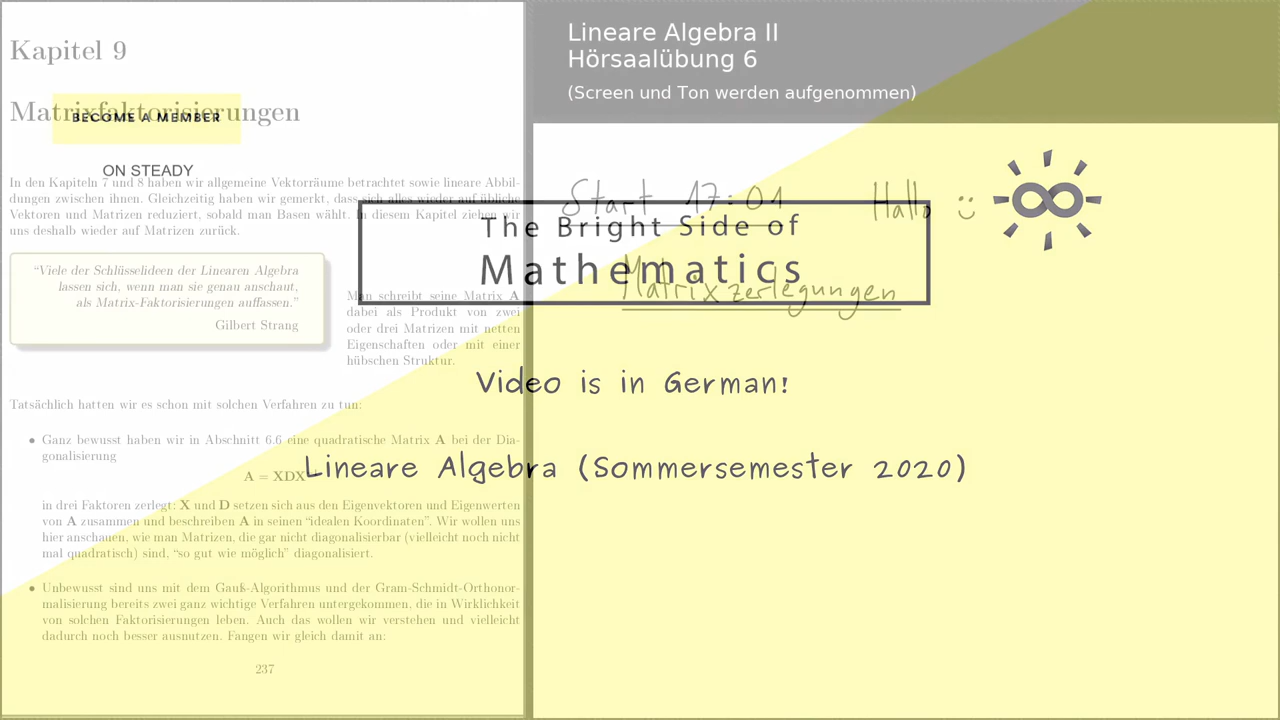 Kapitel 9
Matrixfaktorisierungen
BECOME A MEMBER
ON STEADY
In den Kapiteln 7 und 8 haben wir allgemeine Vektorräume betrachtet sowie lineare Abbil-
dungen zwischen ihnen. Gleichzeitig haben wir gemerkt, dass sich alles wieder auf übliche
Vektoren und Matrizen reduziert, sobald man Basen wählt. In diesem Kapitel ziehen wir
uns deshalb wieder auf Matrizen zurück.
“Viele der Schlüsselideen der Linearen Algebra
lassen sich, wenn man sie genau anschaut,
als Matrix-Faktorisierungen auffassen.”
Gilbert Strang
Man schreibt seine Matrix A
dabei als Produkt von zwei
oder drei Matrizen mit netten
Eigenschaften oder mit einer
hübschen Struktur.
Tatsächlich hatten wir es schon mit solchen Verfahren zu tun:
• Ganz bewusst haben wir in Abschnitt 6.6 eine quadratische Matrix A bei der Dia-
gonalisierung
A = XDX
in drei Faktoren zerlegt: X und D setzen sich aus den Eigenvektoren und Eigenwerten
von A zusammen und beschreiben A in seinen “idealen Koordinaten”. Wir wollen uns
hier anschauen, wie man Matrizen, die gar nicht diagonalisierbar (vielleicht noch nicht
mal quadratisch) sind, “so gut wie möglich” diagonalisiert.
• Unbewusst sind uns mit dem Gauß-Algorithmus und der Gram-Schmidt-Orthonor-
malisierung bereits zwei ganz wichtige Verfahren untergekommen, die in Wirklichkeit
von solchen Faktorisierungen leben. Auch das wollen wir verstehen und vielleicht
dadurch noch besser ausnutzen. Fangen wir gleich damit an:
237
Lineare Algebra II
Hörsaalübung 6
(Screen und Ton werden aufgenommen)
Start 17:01 Hallo :)
The Bright Side of
Mathematics
Matrixzerlegungen
Video is in German!
Lineare Algebra (Sommersemester 2020)